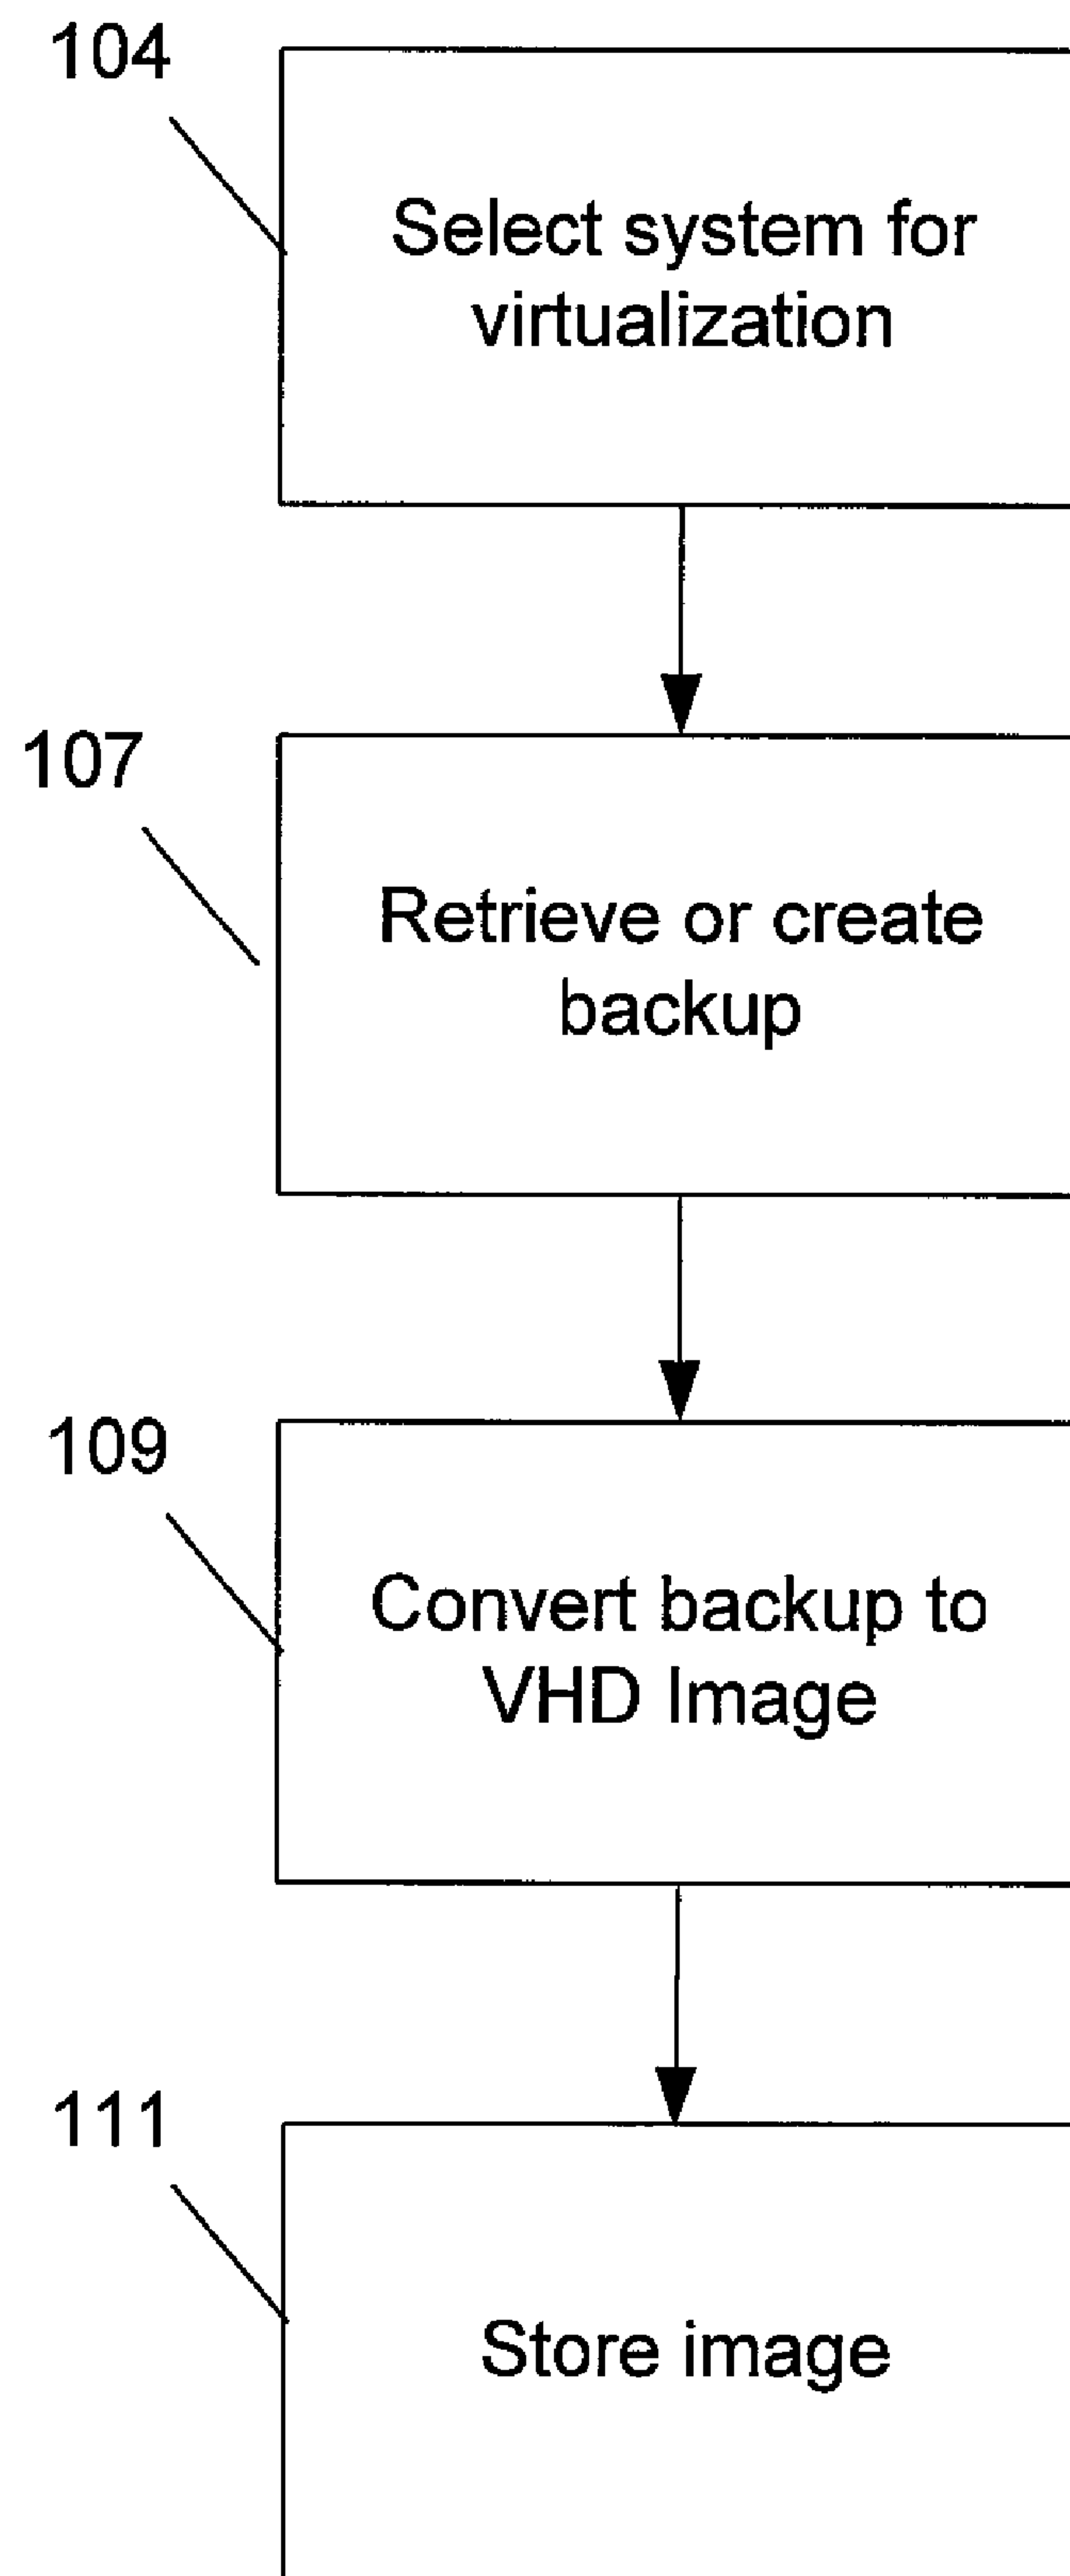 104
Select system for
virtualization
107
Retrieve or create
backup
109
Convert backup to
VHD Image
111
Store image